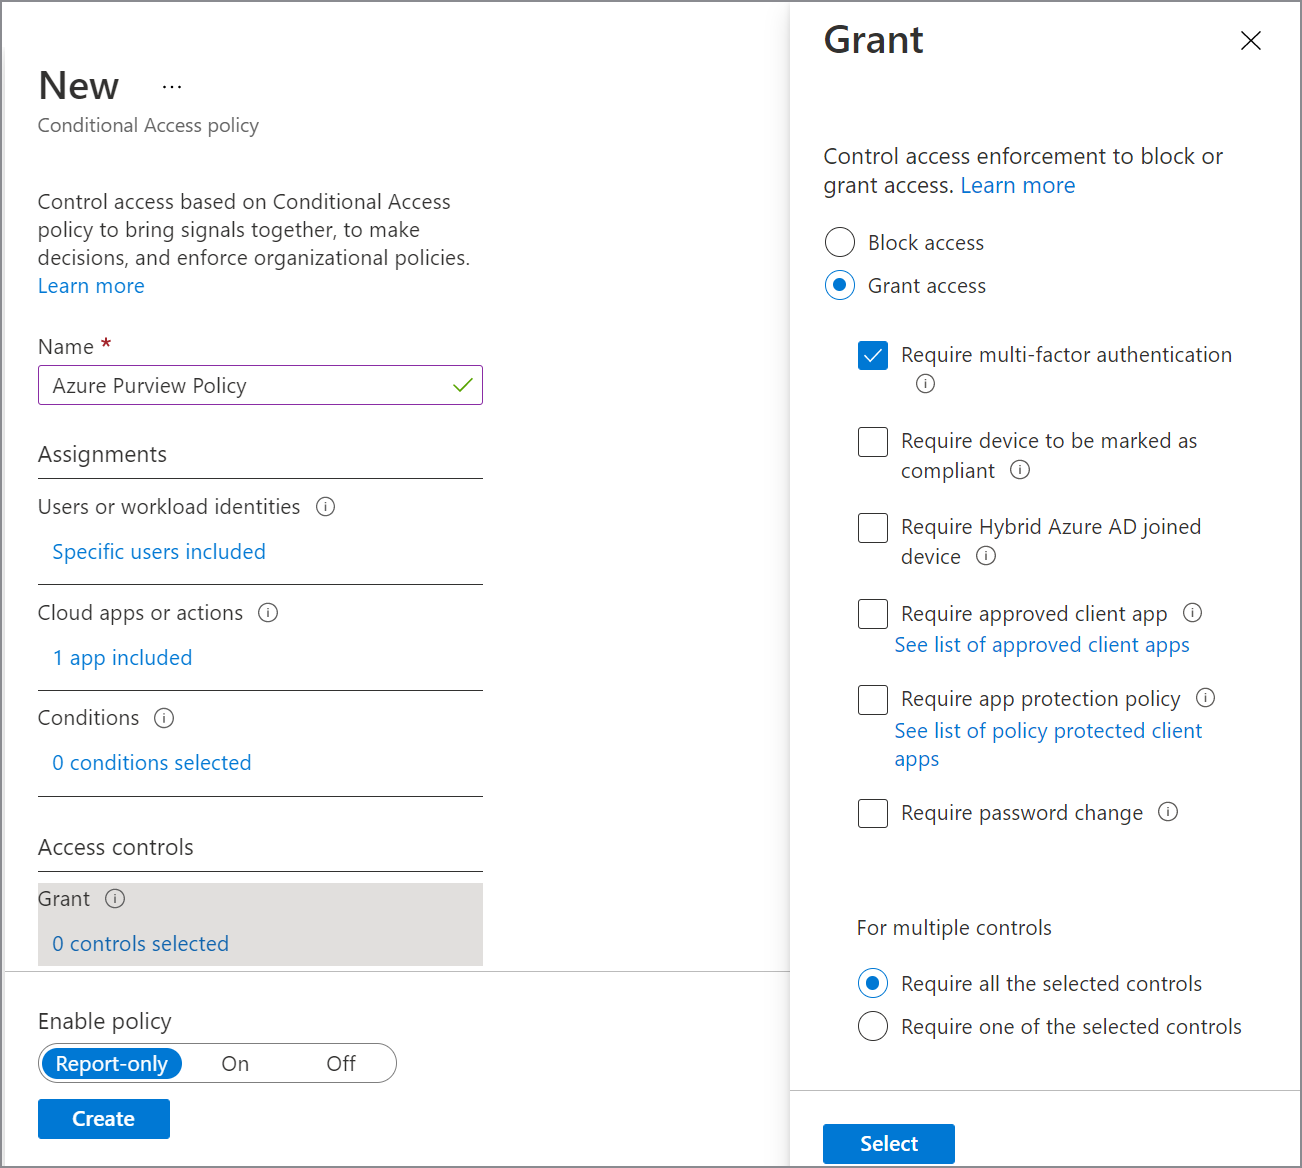 New ...
Conditional Access policy
Control access based on Conditional Access
policy to bring signals together, to make
decisions, and enforce organizational policies.
Learn more
Name *
Azure Purview Policy
Assignments
Users or workload identities
Specific users included
Cloud apps or actions
1 app included
Conditions
0 conditions selected
Access controls
Grant
0 controls selected
Enable policy
Report-only On Off
Create
Grant
Control access enforcement to block or
grant access. Learn more
Block access
Grant access
Require multi-factor authentication
Require device to be marked as
compliant
Require Hybrid Azure AD joined
device
Require approved client app
See list of approved client apps
Require app protection policy
See list of policy protected client
apps
Require password change
For multiple controls
Require all the selected controls
Require one of the selected controls
Select